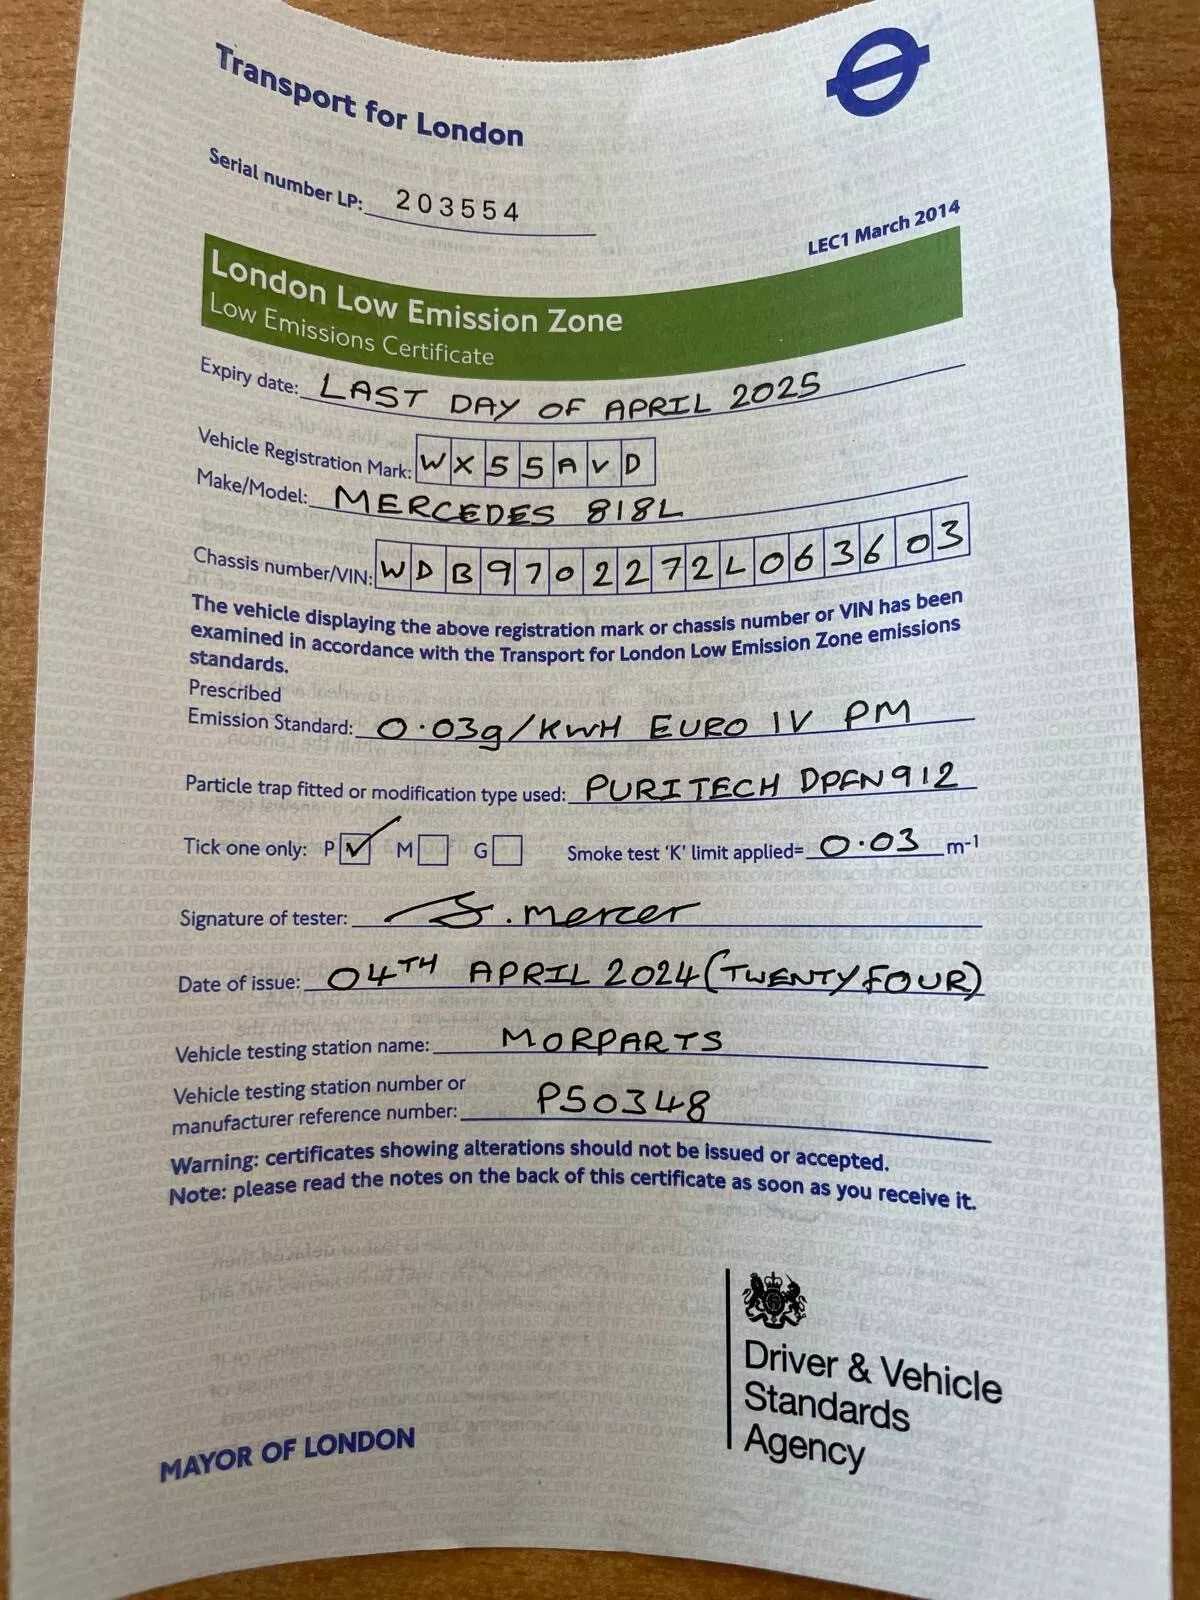 Transport for London
Serial number LP: 203554
LEC1 March 2014
London Low Emission Zone
Low Emissions Certificate
Expiry date: LAST DAY OF APRIL 2025
Vehicle Registration Mark: WX55AVD
Make/Model: MERCEDES 818L
Chassis number/VIN: WDB9702272L063603
The vehicle displaying the above registration mark or chassis number or VIN has been
examined in accordance with the Transport for London Low Emission Zone emissions
standards.
Prescribed
Emission Standard: 0.03g/KWH EURO IV PM
Particle trap fitted or modification type used: PURITECH DPFN912
Tick one only: P ✓ M G Smoke test 'K' limit applied= 0.03 m-1
Signature of tester: S. mercer
Date of issue: 04TH APRIL 2024 (TWENTYFOUR)
Vehicle testing station name: MORPARTS
Vehicle testing station number or
manufacturer reference number: P50348
Warning: certificates showing alterations should not be issued or accepted.
Note: please read the notes on the back of this certificate as soon as you receive it.
MAYOR OF LONDON
Driver & Vehicle
Standards
Agency